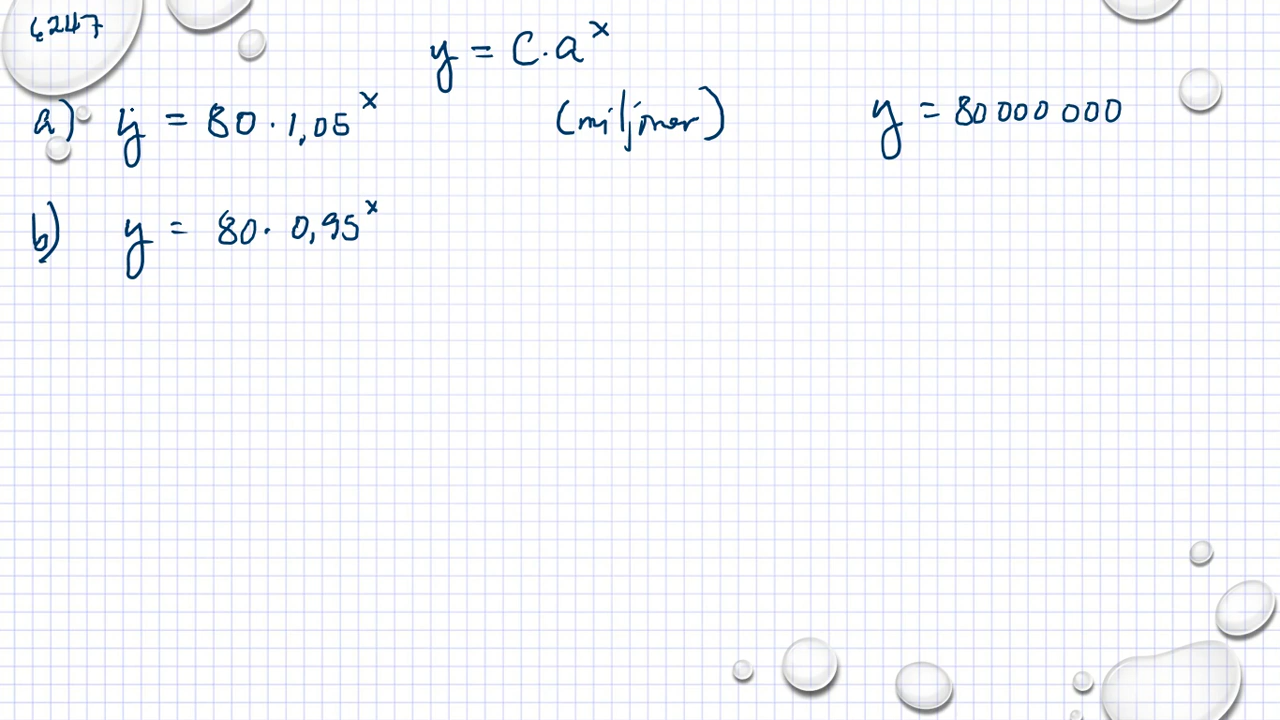 6247
y = C · a^x
a) y = 80 · 1,05^x (miljoner) y = 80 000 000
b) y = 80 · 0,95^x